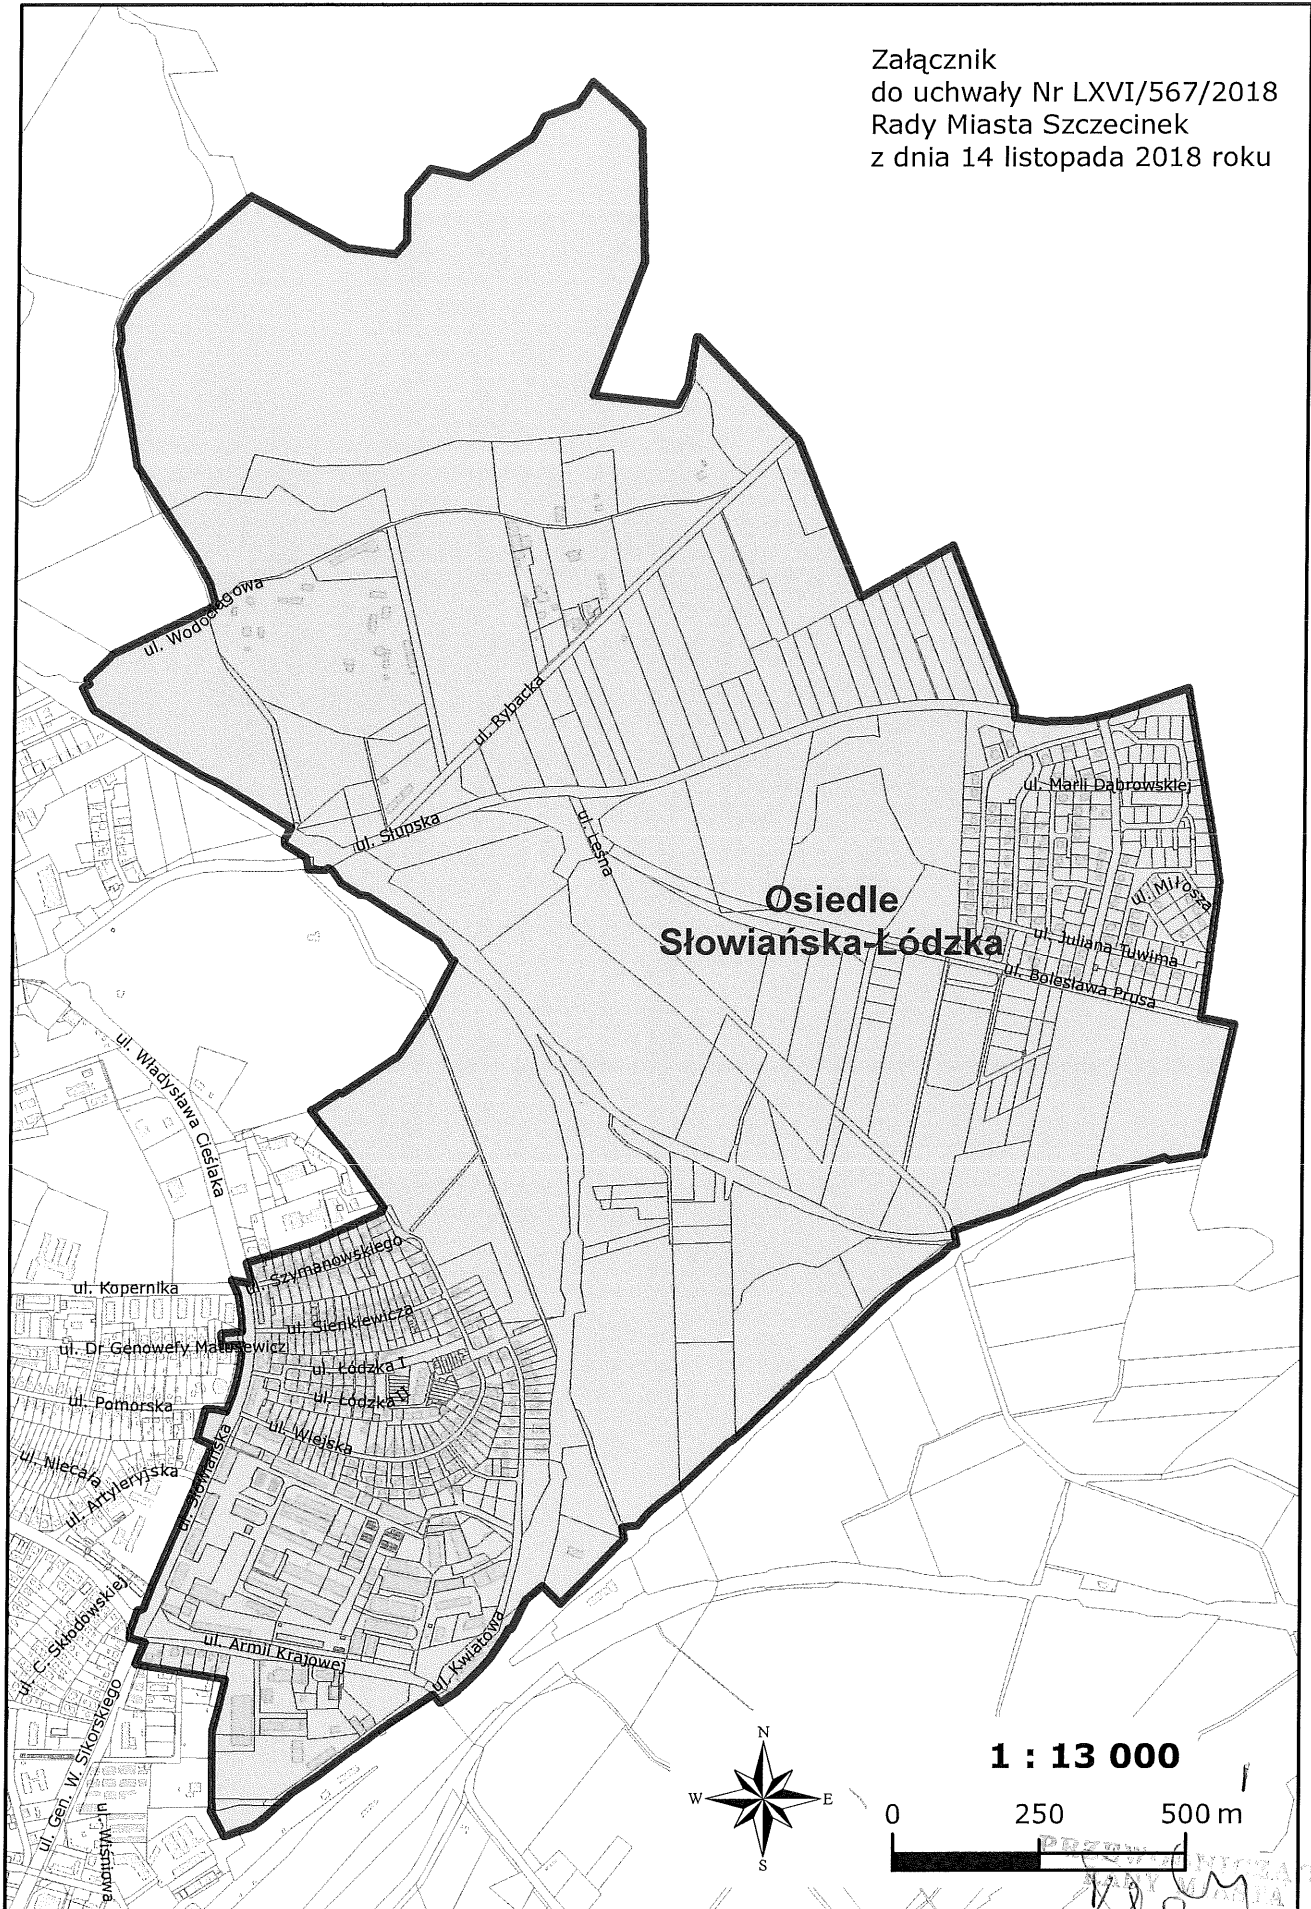 Załącznik
do uchwały Nr LXVI/567/2018
Rady Miasta Szczecinek
z dnia 14 listopada 2018 roku
ul. Wodociągowa
ul. Rybacka
ul. Słupska
ul. Leśna
ul. Marii Dąbrowskiej
ul. Miłosza
Osiedle
Słowiańska-Łódzka
ul. Juliana Tuwima
ul. Bolesława Prusa
ul. Władysława Cieślaka
ul. Szymanowskiego
ul. Kopernika
ul. Sienkiewicza
ul. Dr Genowefy Matusewicz
ul. Łódzka I
ul. Łódzka II
ul. Pomorska
ul. Wiejska
ul. Słowiańska
ul. Niecała
ul. Artyleryjska
ul. C. Skłodowskiej
ul. Armii Krajowej
ul. Kwiatowa
ul. Gen. W. Sikorskiego
ul. Wiśniowa
N
W E
S
1 : 13 000
0 250 500 m
RADY MIASTA